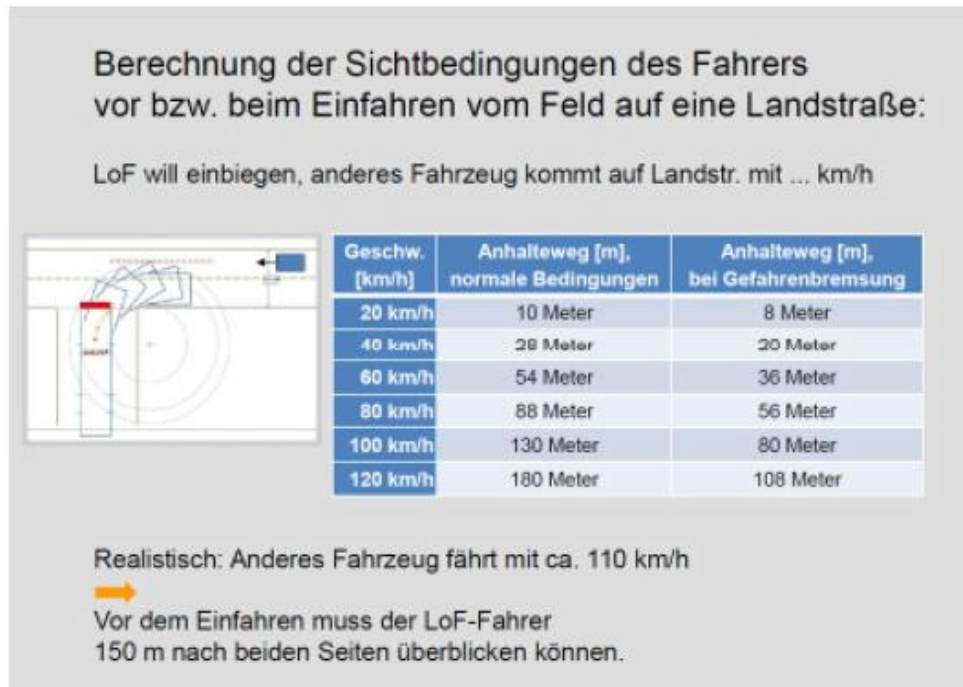 Berechnung der Sichtbedingungen des Fahrers
vor bzw. beim Einfahren vom Feld auf eine Landstraße:
LoF will einbiegen, anderes Fahrzeug kommt auf Landstr. mit ... km/h
Geschw. [km/h] Anhalteweg [m], normale Bedingungen Anhalteweg [m], bei Gefahrenbremsung
20 km/h 10 Meter 8 Meter
40 km/h 28 Meter 20 Meter
60 km/h 54 Meter 36 Meter
80 km/h 88 Meter 56 Meter
100 km/h 130 Meter 80 Meter
120 km/h 180 Meter 108 Meter
Realistisch: Anderes Fahrzeug fährt mit ca. 110 km/h
Vor dem Einfahren muss der LoF-Fahrer
150 m nach beiden Seiten überblicken können.